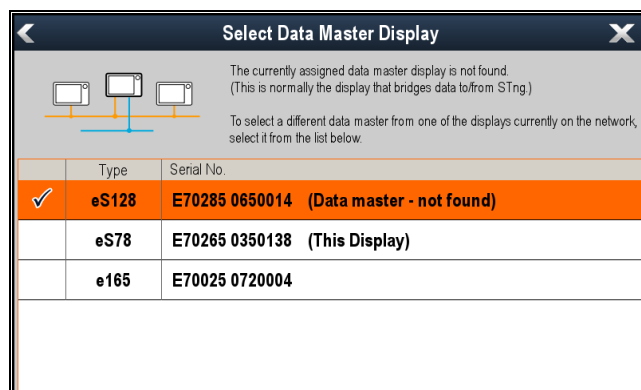 Select Data Master Display
The currently assigned data master display is not found.
(This is normally the display that bridges data to/from STng.)
To select a different data master from one of the displays currently on the network,
select it from the list below.
Type Serial No.
eS128 E70285 0650014 (Data master - not found)
eS78 E70265 0350138 (This Display)
e165 E70025 0720004